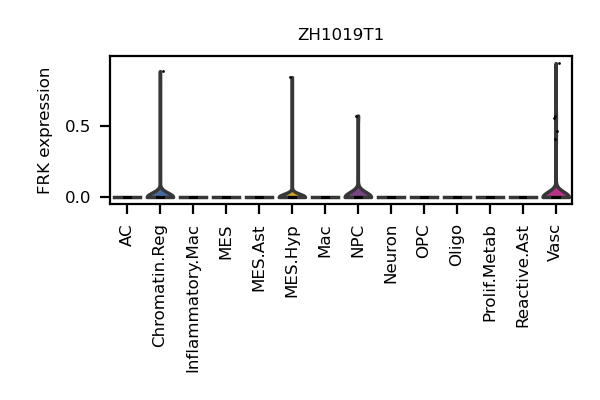 ZH1019T1
FRK expression
0.5
0.0
AC
Chromatin.Reg
Inflammatory.Mac
MES
MES.Ast
MES.Hyp
Mac
NPC
Neuron
OPC
Oligo
Prolif.Metab
Reactive.Ast
Vasc